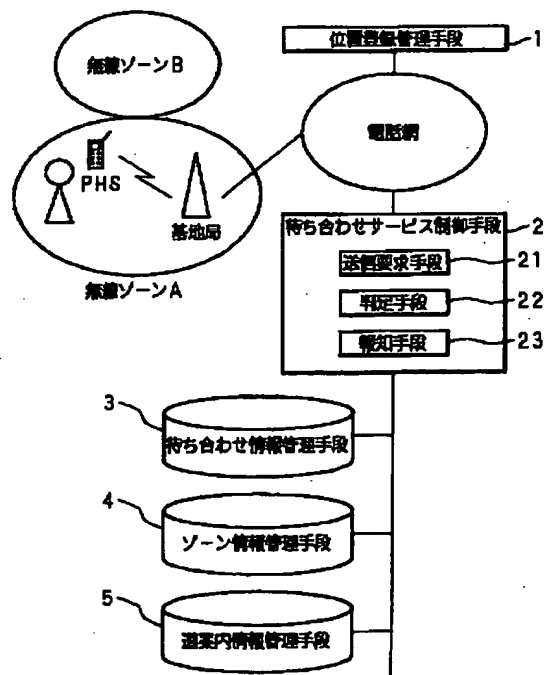 位置登録管理手段
1
無線ゾーンB
電話網
PHS
基地局
無線ゾーンA
待ち合わせサービス制御手段
2
送信要求手段
21
判定手段
22
報知手段
23
3
待ち合わせ情報管理手段
4
ゾーン情報管理手段
5
道案内情報管理手段